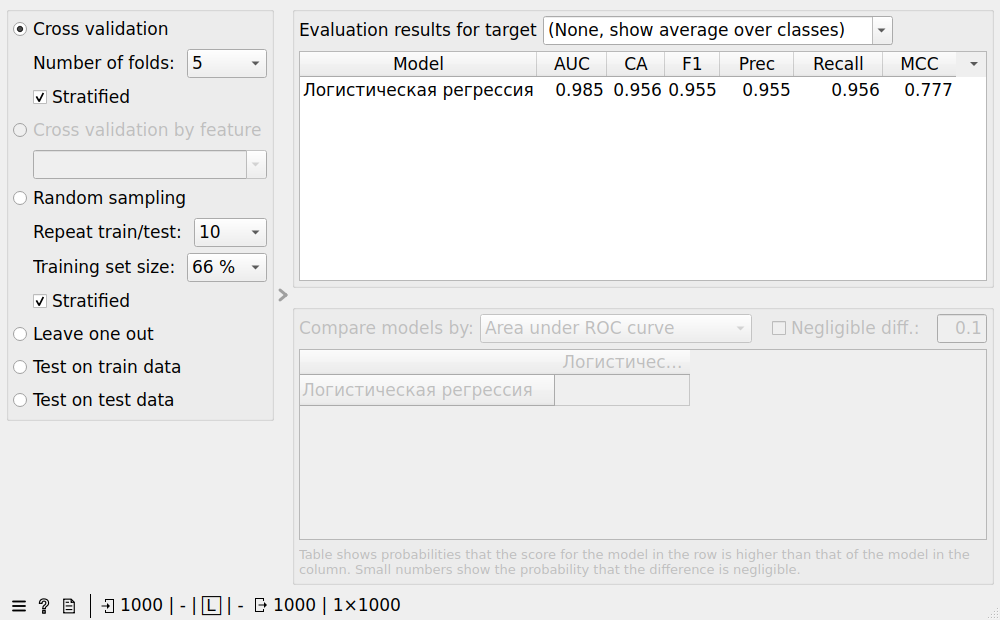 Cross validation
Number of folds: 5
Stratified
Cross validation by feature
Random sampling
Repeat train/test: 10
Training set size: 66 %
Stratified
Leave one out
Test on train data
Test on test data
Evaluation results for target (None, show average over classes)
Model AUC CA F1 Prec Recall MCC
Логистическая регрессия 0.985 0.956 0.955 0.955 0.956 0.777
Compare models by: Area under ROC curve Negligible diff.: 0.1
Логистичес...
Логистическая регрессия
Table shows probabilities that the score for the model in the row is higher than that of the model in the
column. Small numbers show the probability that the difference is negligible.
1000 | - | L | - 1000 | 1×1000